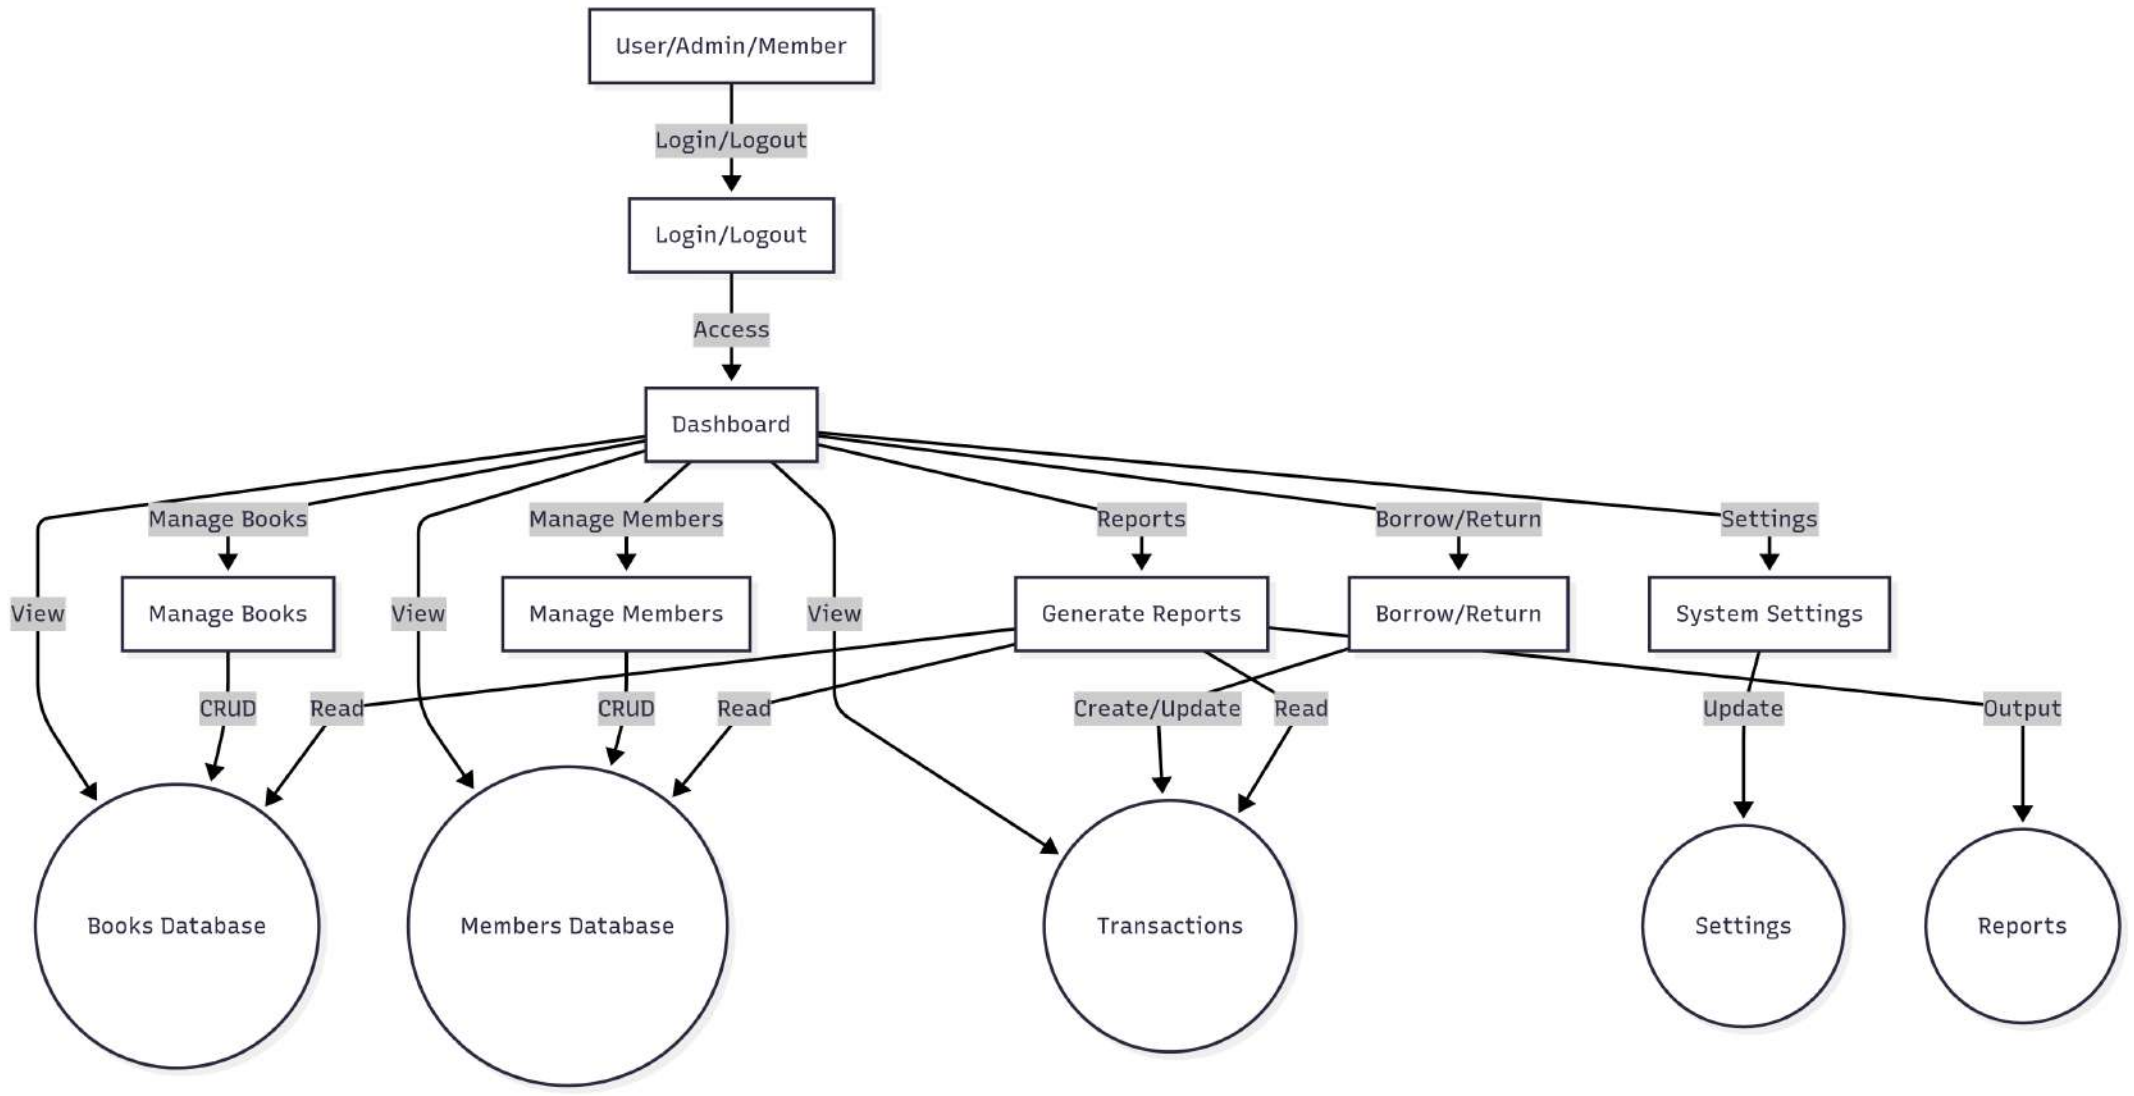 User/Admin/Member
Login/Logout
Login/Logout
Access
Dashboard
Manage Books
Manage Members
Reports
Borrow/Return
Settings
View
Manage Books
View
Manage Members
View
Generate Reports
Borrow/Return
System Settings
CRUD
Read
CRUD
Read
Create/Update
Read
Update
Output
Books Database
Members Database
Transactions
Settings
Reports